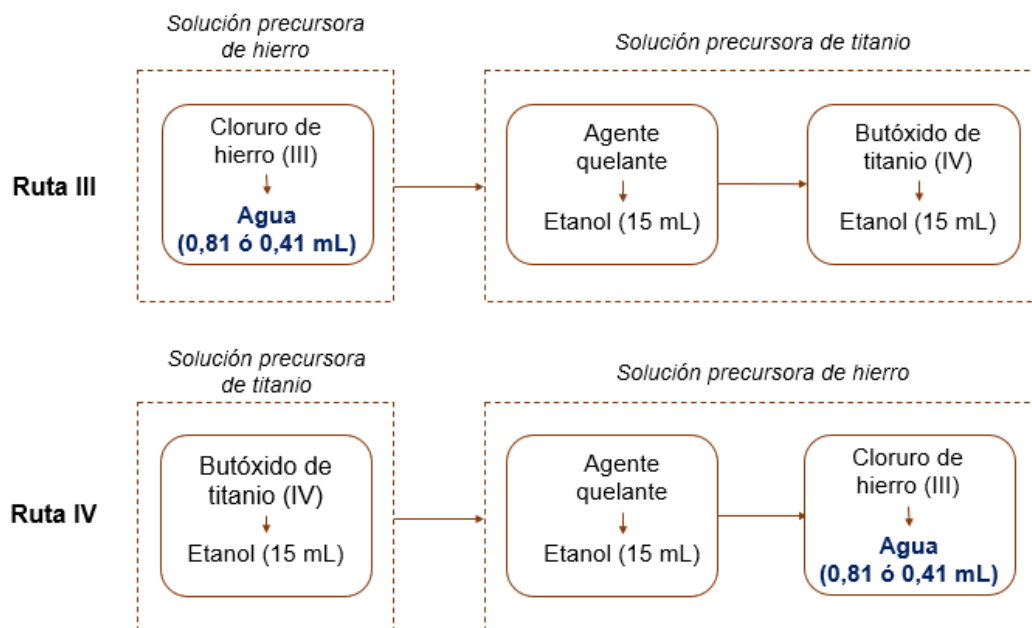 Solución precursora
de hierro
Solución precursora de titanio
Ruta III
Cloruro de
hierro (III)
Agua
(0,81 ó 0,41 mL)
Agente
quelante
Etanol (15 mL)
Butóxido de
titanio (IV)
Etanol (15 mL)
Solución precursora
de titanio
Solución precursora de hierro
Ruta IV
Butóxido de
titanio (IV)
Etanol (15 mL)
Agente
quelante
Etanol (15 mL)
Cloruro de
hierro (III)
Agua
(0,81 ó 0,41 mL)